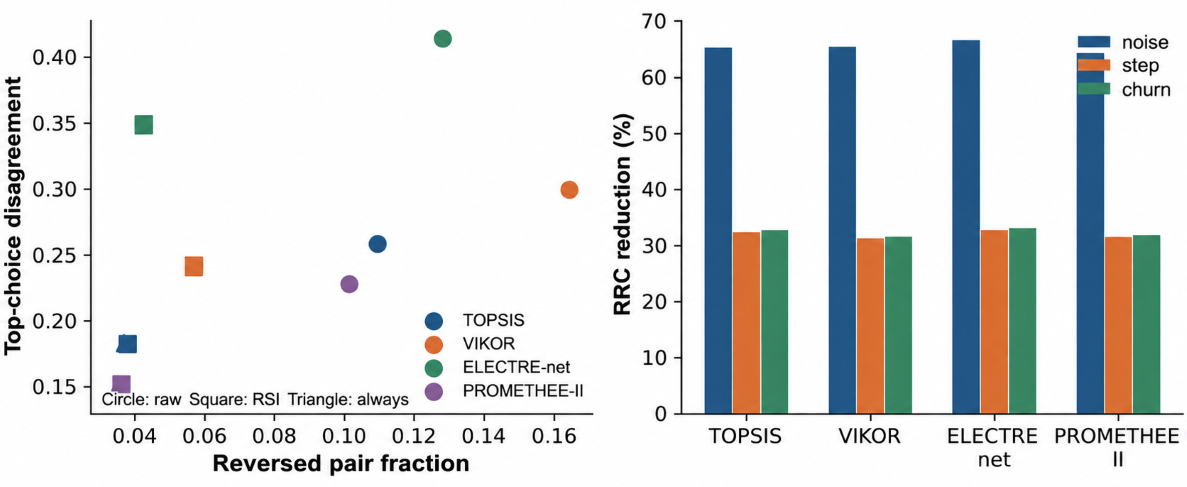 Top-choice disagreement
0.40
0.35
0.30
0.25
0.20
0.15
TOPSIS
VIKOR
ELECTRE-net
PROMETHEE-II
Circle: raw Square: RSI Triangle: always
0.04 0.06 0.08 0.10 0.12 0.14 0.16
Reversed pair fraction
RRC reduction (%)
70
60
50
40
30
20
10
0
noise
step
churn
TOPSIS VIKOR ELECTRE PROMETHEE
net II